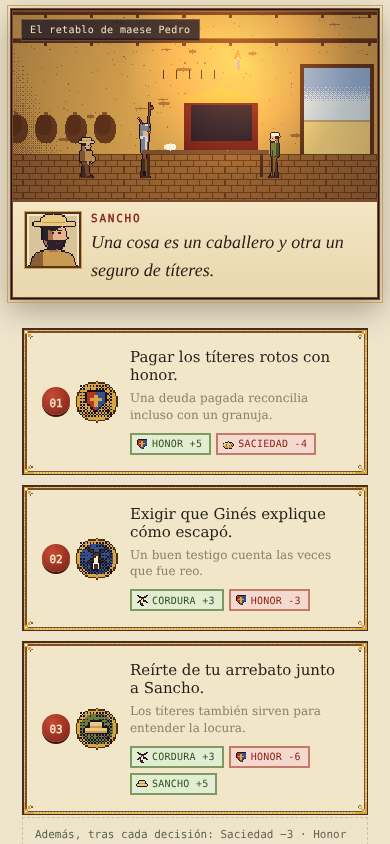 El retablo de maese Pedro
SANCHO
Una cosa es un caballero y otra un
seguro de títeres.
Pagar los títeres rotos con
honor.
01
Una deuda pagada reconcilia
incluso con un granuja.
HONOR +5 SACIEDAD -4
Exigir que Ginés explique
cómo escapó.
02
Un buen testigo cuenta las veces
que fue reo.
CORDURA +3 HONOR -3
Reírte de tu arrebato junto
a Sancho.
03
Los títeres también sirven para
entender la locura.
CORDURA +3 HONOR -6
SANCHO +5
Además, tras cada decisión: Saciedad −3 · Honor